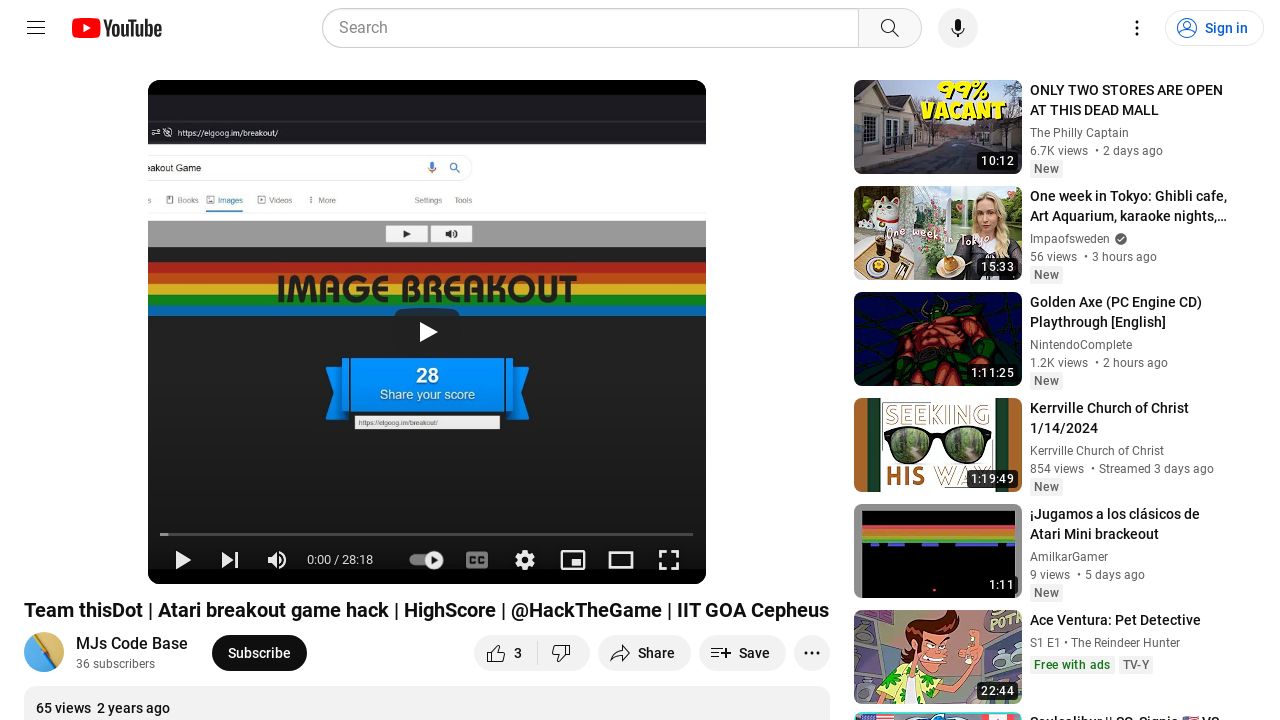 YouTube
Search
Sign in
https://elgoog.im/breakout/
eakout Game
Books
Images
Videos
More
Settings
Tools
IMAGE BREAKOUT
28
Share your score
https://elgoog.im/breakout/
0:00 / 28:18
CC
Team thisDot | Atari breakout game hack | HighScore | @HackTheGame | IIT GOA Cepheus
MJs Code Base
36 subscribers
Subscribe
3
Share
Save
65 views 2 years ago
99%
VACANT
10:12
ONLY TWO STORES ARE OPEN
AT THIS DEAD MALL
The Philly Captain
6.7K views • 2 days ago
New
One week in Tokyo
15:33
One week in Tokyo: Ghibli cafe,
Art Aquarium, karaoke nights,…
Impaofsweden
56 views • 3 hours ago
New
1:11:25
Golden Axe (PC Engine CD)
Playthrough [English]
NintendoComplete
1.2K views • 2 hours ago
New
SEEKING
HIS WAY
1:19:49
Kerrville Church of Christ
1/14/2024
Kerrville Church of Christ
854 views • Streamed 3 days ago
New
1:11
¡Jugamos a los clásicos de
Atari Mini brackeout
AmilkarGamer
9 views • 5 days ago
New
22:44
Ace Ventura: Pet Detective
S1 E1 • The Reindeer Hunter
Free with ads
TV-Y